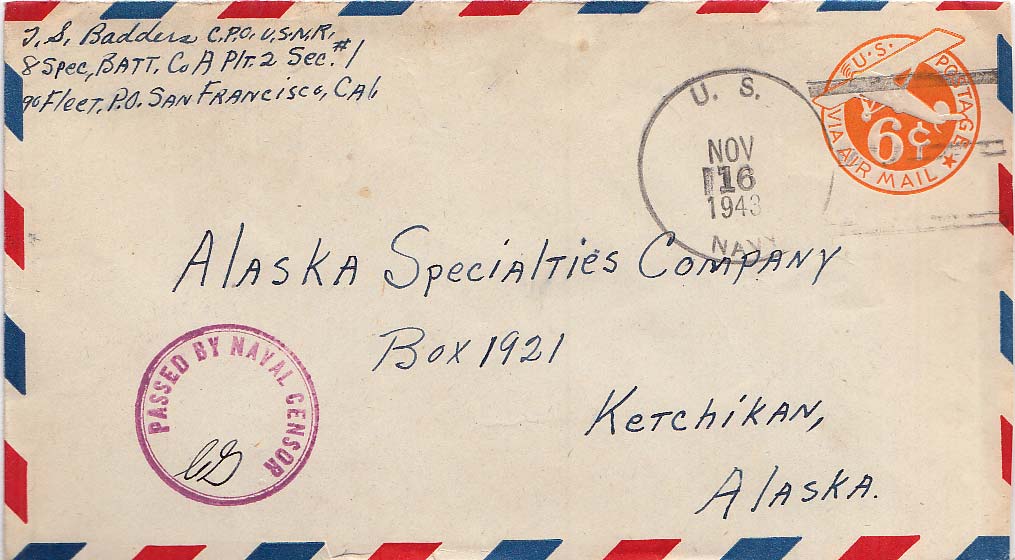 J. S. Badders C.P.O. U.S.N.R.
8 Spec, BATT. Co A Plt. 2 Sec. #1
% Fleet. P.O. SAN FRANCISCO, CAL,
U. S.
NOV
16
1943
NAVY
U.S. POSTAGE
6¢
VIA AIR MAIL
ALASKA SPECIALTIES COMPANY
BOX 1921
KETCHIKAN,
ALASKA.
PASSED BY NAVAL CENSOR